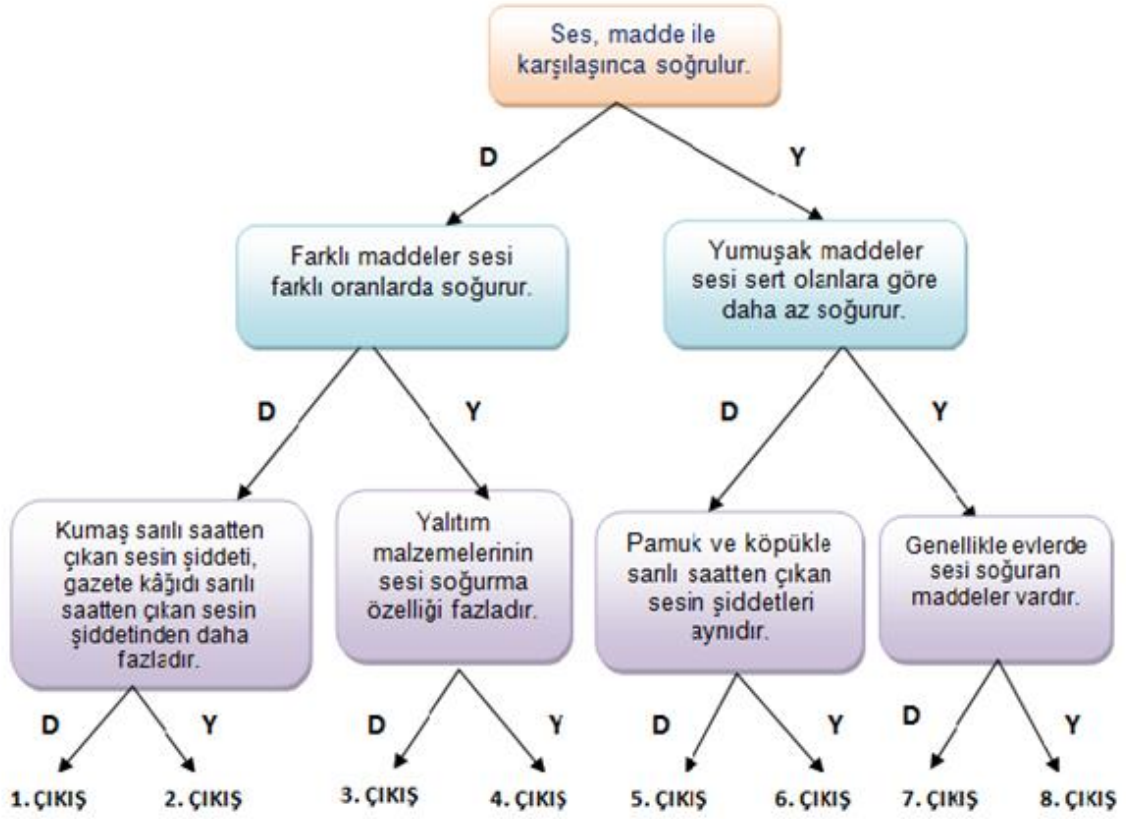 Ses, madde ile
karşılaşınca soğrulur.
D
Y
Farklı maddeler sesi
farklı oranlarda soğurur.
Yumuşak maddeler
sesi sert olanlara göre
daha az soğurur.
D
Y
D
Y
Kumaş sarılı saatten
çıkan sesin şiddeti,
gazete kâğıdı sarılı
saatten çıkan sesin
şiddetinden daha
fazladır.
Yalıtım
malzemelerinin
sesi soğurma
özelliği fazladır.
Pamuk ve köpükle
sarılı saatten çıkan
sesin şiddetleri
aynıdır.
Genellikle evlerde
sesi soğuran
maddeler vardır.
D
Y
D
Y
D
Y
D
Y
1. ÇIKIŞ
2. ÇIKIŞ
3. ÇIKIŞ
4. ÇIKIŞ
5. ÇIKIŞ
6. ÇIKIŞ
7. ÇIKIŞ
8. ÇIKIŞ